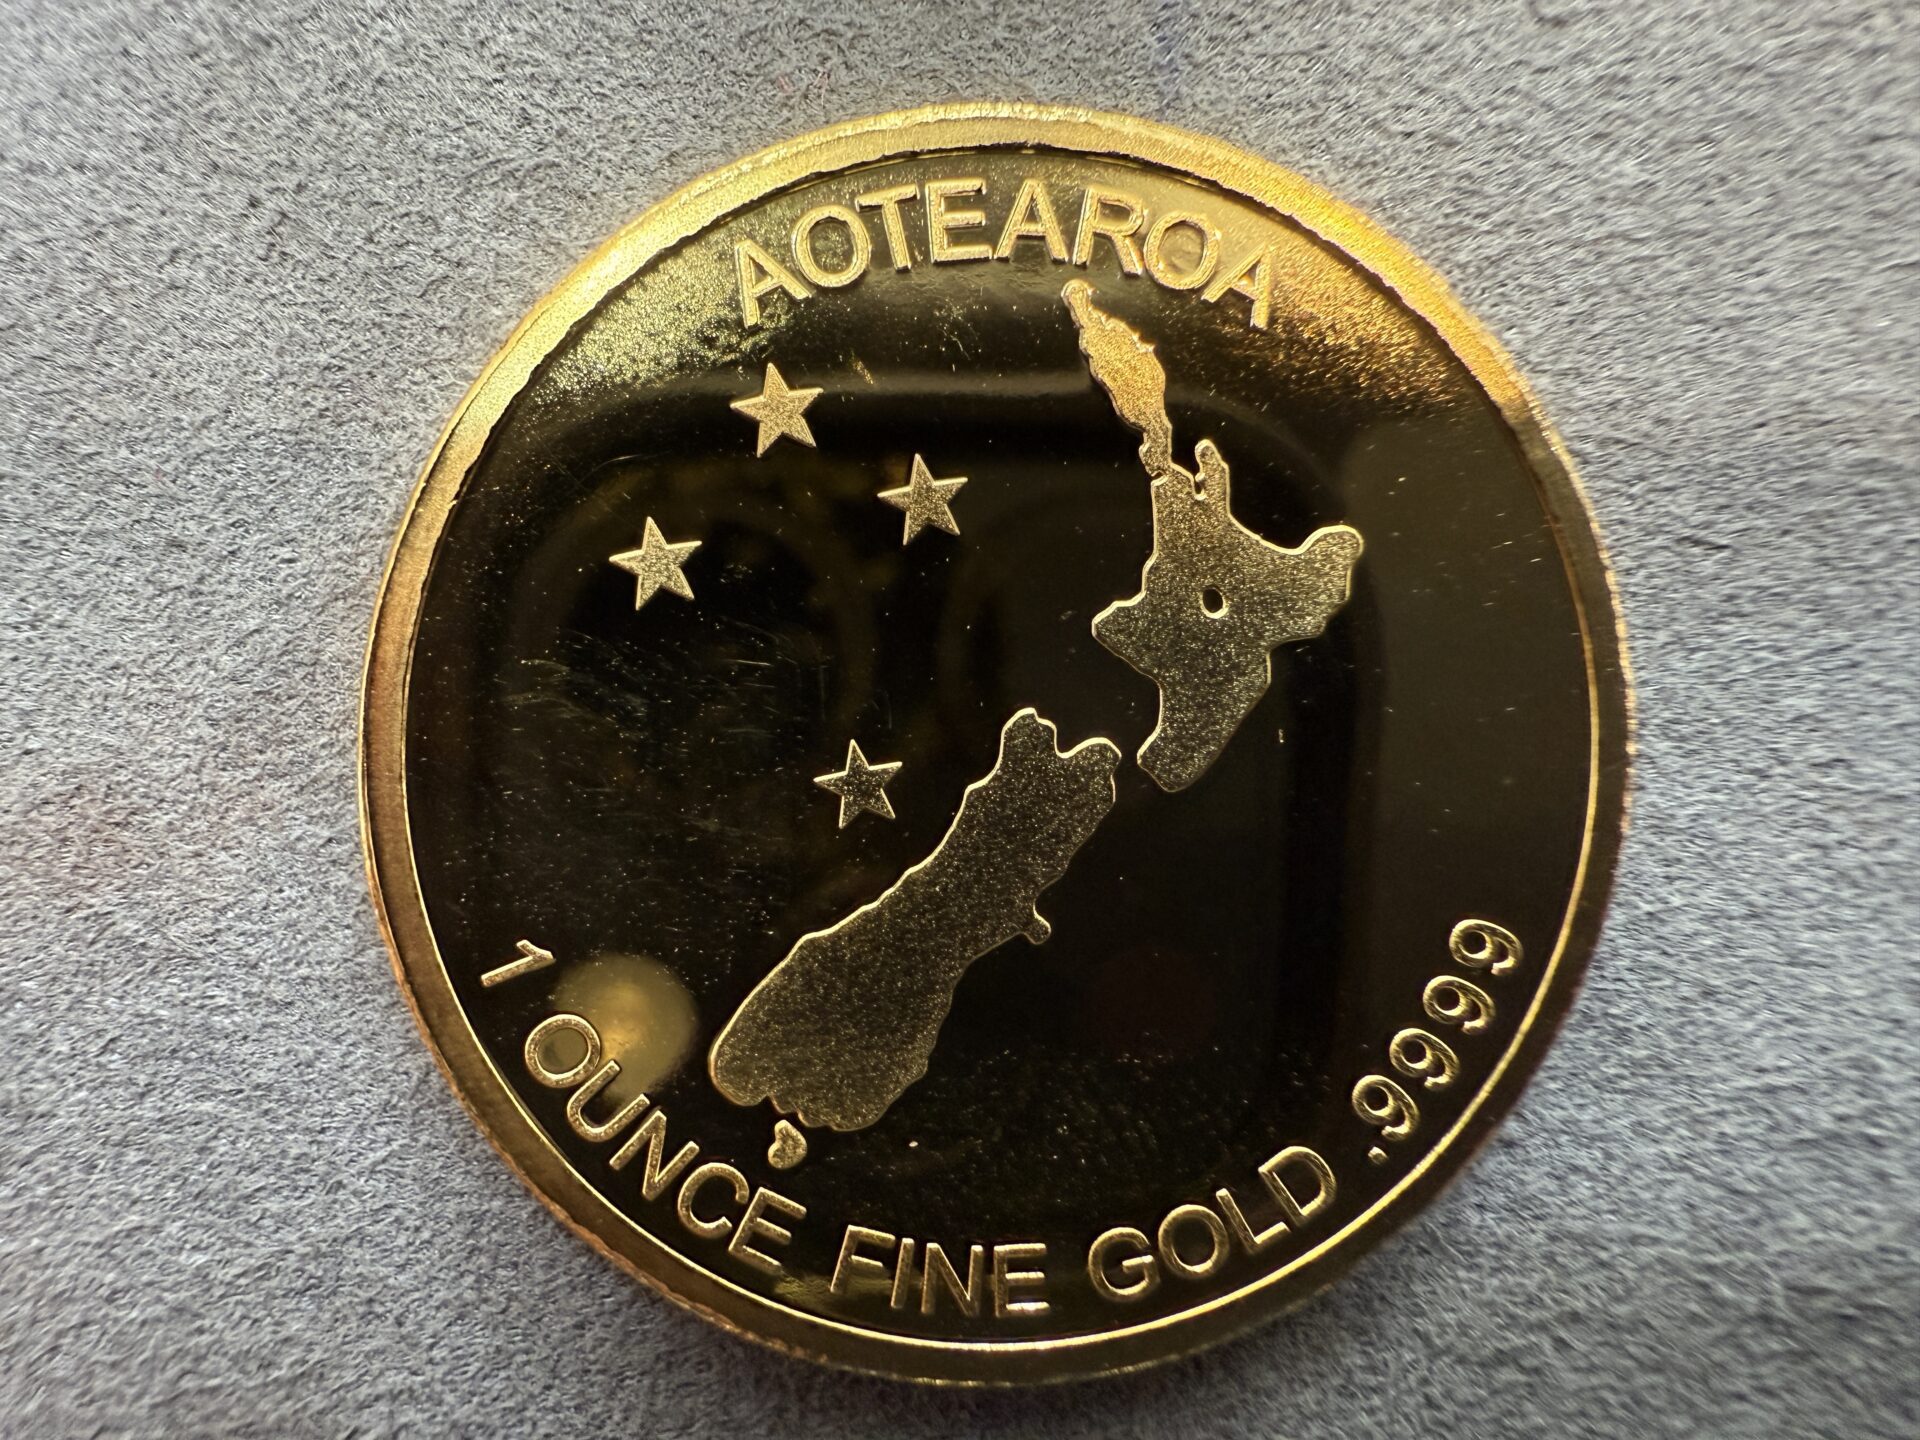 AOTEAROA
1 OUNCE FINE GOLD .9999